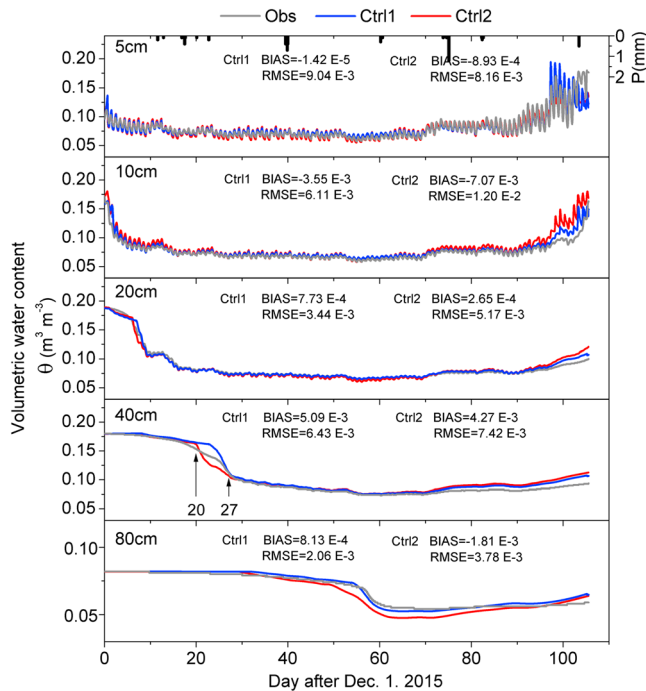 Obs Ctrl1 Ctrl2
5cm
Ctrl1 BIAS=-1.42 E-5 Ctrl2 BIAS=-8.93 E-4
RMSE=9.04 E-3 RMSE=8.16 E-3
0.20
0.15
0.10
0.05
0
1
2
P(mm)
10cm
Ctrl1 BIAS=-3.55 E-3 Ctrl2 BIAS=-7.07 E-3
RMSE=6.11 E-3 RMSE=1.20 E-2
0.20
0.15
0.10
0.05
20cm
Ctrl1 BIAS=7.73 E-4 Ctrl2 BIAS=2.65 E-4
RMSE=3.44 E-3 RMSE=5.17 E-3
0.20
0.15
0.10
0.05
40cm
Ctrl1 BIAS=5.09 E-3 Ctrl2 BIAS=4.27 E-3
RMSE=6.43 E-3 RMSE=7.42 E-3
0.20
0.15
0.10
0.05
20 27
80cm
Ctrl1 BIAS=8.13 E-4 Ctrl2 BIAS=-1.81 E-3
RMSE=2.06 E-3 RMSE=3.78 E-3
0.10
0.05
0 20 40 60 80 100
Day after Dec. 1. 2015
Volumetric water content
θ (m³ m⁻³)